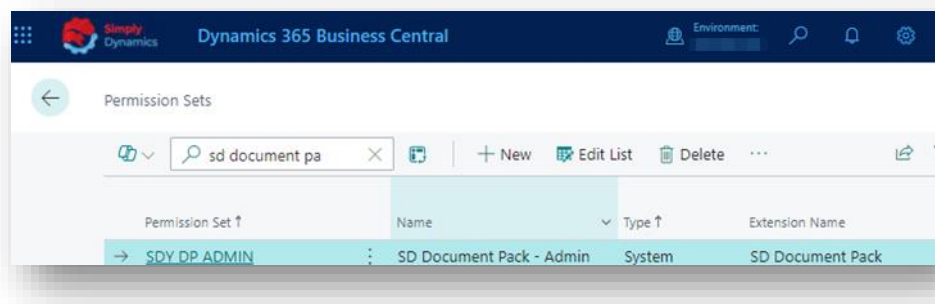 Simply
Dynamics
Dynamics 365 Business Central
Environment:
Permission Sets
sd document pa
New
Edit List
Delete
Permission Set ↑
Name
Type ↑
Extension Name
SDY DP ADMIN
SD Document Pack - Admin
System
SD Document Pack